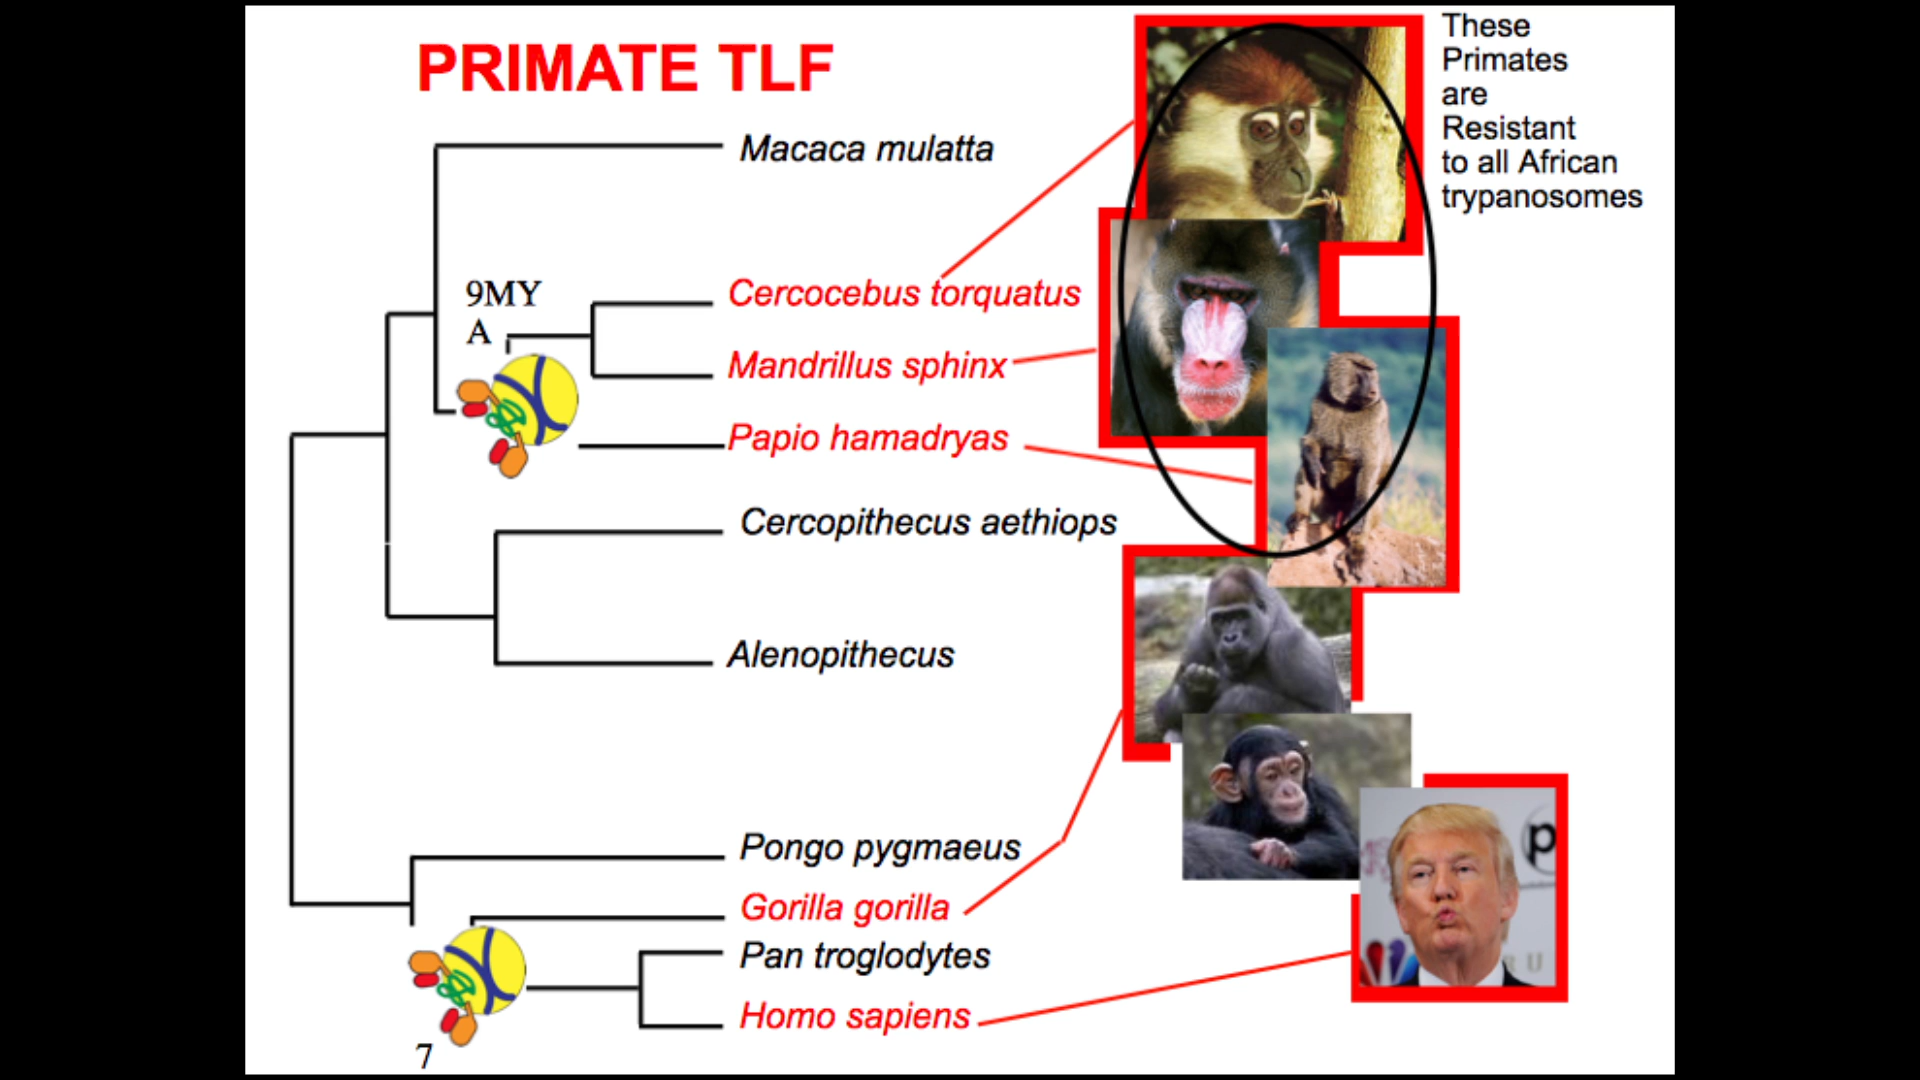 PRIMATE TLF
These
Primates
are
Resistant
to all African
trypanosomes
Macaca mulatta
9MY
A
Cercocebus torquatus
Mandrillus sphinx
Papio hamadryas
Cercopithecus aethiops
Alenopithecus
Pongo pygmaeus
Gorilla gorilla
Pan troglodytes
Homo sapiens
7
p
RU